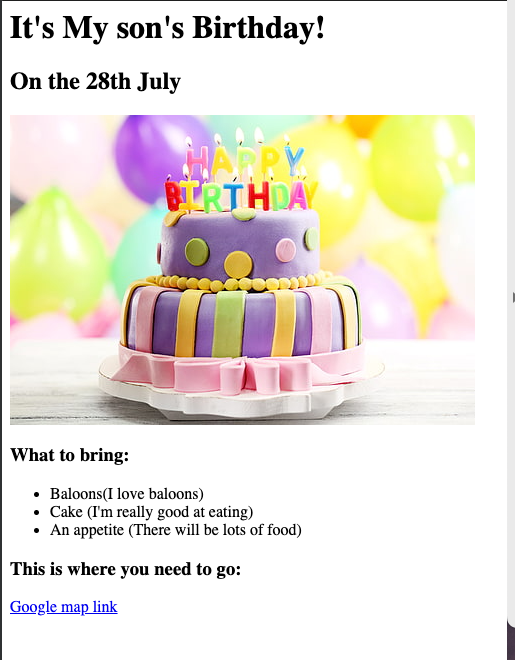 It's My son's Birthday!
On the 28th July
HAPPY
BIRTHDAY
What to bring:
Baloons(I love baloons)
Cake (I'm really good at eating)
An appetite (There will be lots of food)
This is where you need to go:
Google map link